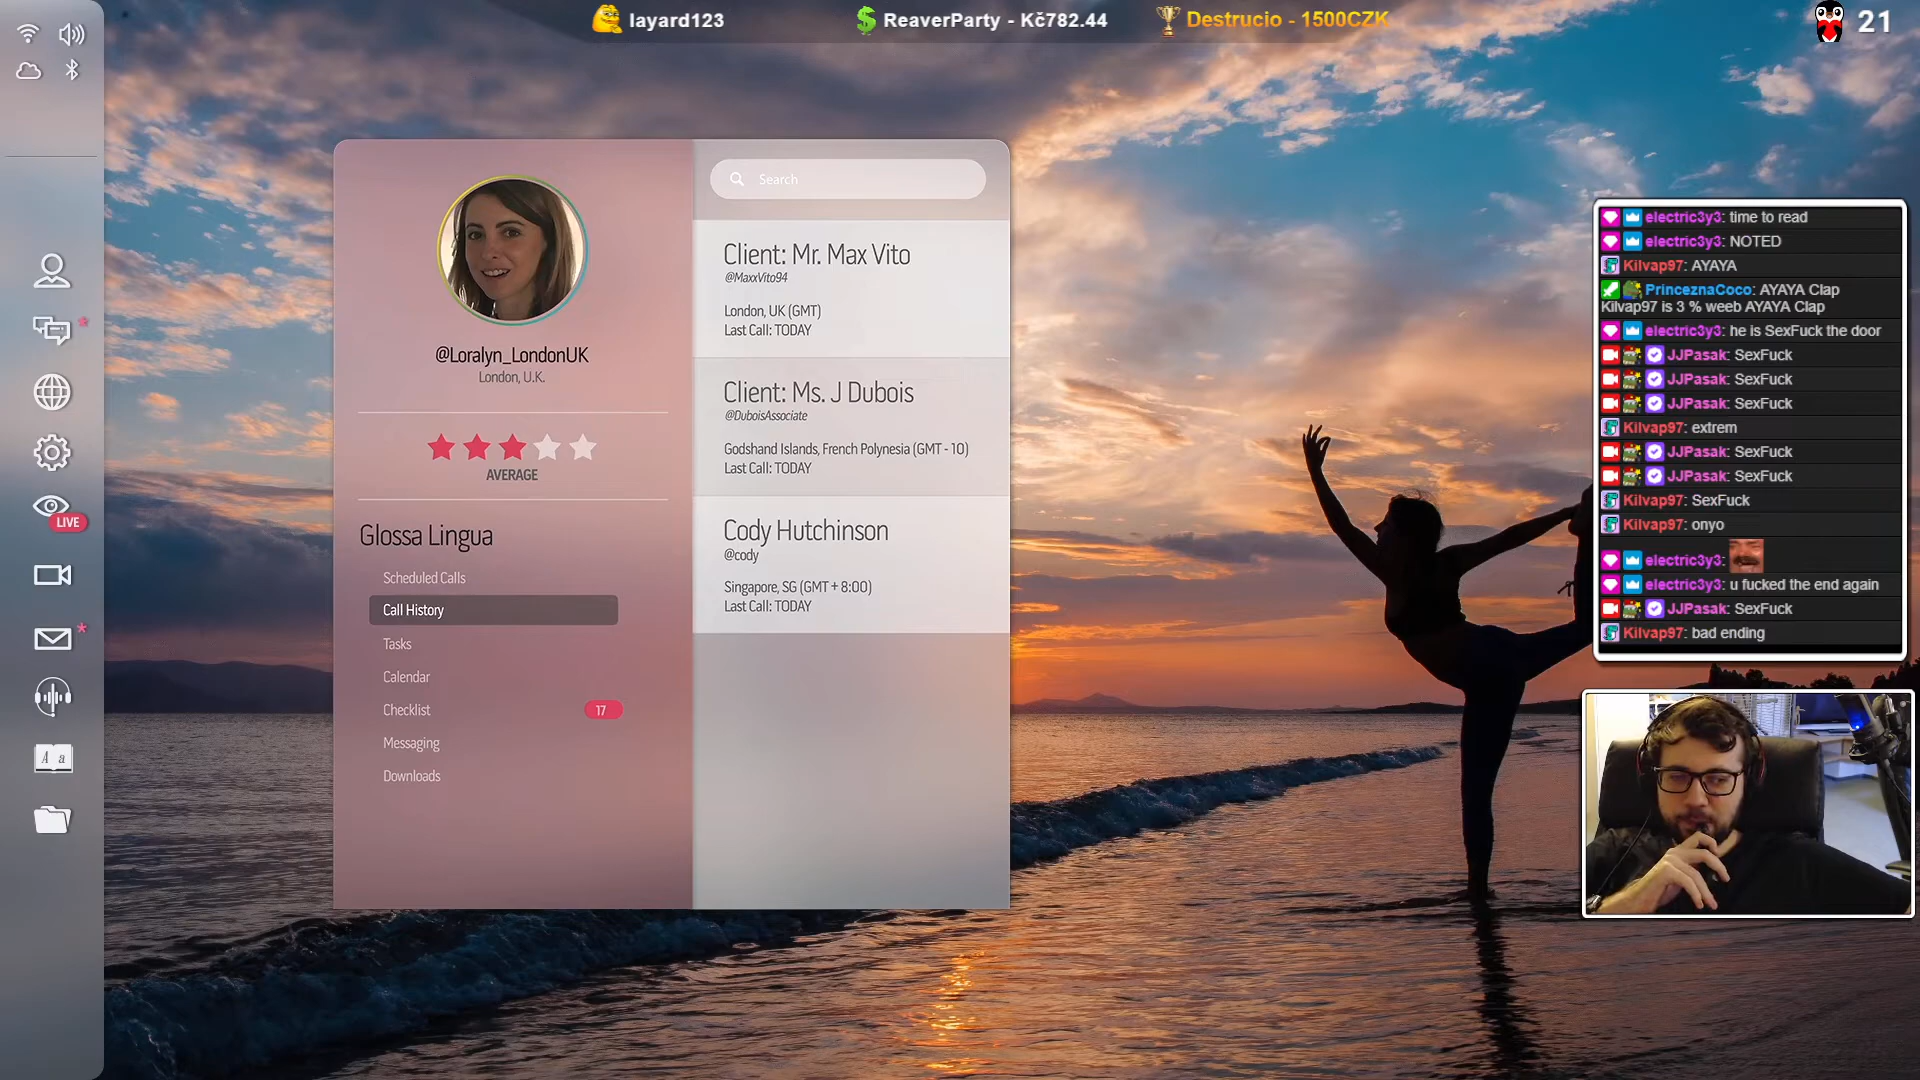 layard123
ReaverParty - Kč782.44
Destrucio - 1500CZK
21
LIVE
A a
@Loralyn_LondonUK
London, U.K.
AVERAGE
Glossa Lingua
Scheduled Calls
Call History
Tasks
Calendar
Checklist
17
Messaging
Downloads
Search
Client: Mr. Max Vito
@MaxxVito94
London, UK (GMT)
Last Call: TODAY
Client: Ms. J Dubois
@DuboisAssociate
Godshand Islands, French Polynesia (GMT - 10)
Last Call: TODAY
Cody Hutchinson
@cody
Singapore, SG (GMT + 8:00)
Last Call: TODAY
electric3y3: time to read
electric3y3: NOTED
Kilvap97: AYAYA
PrinceznaCoco: AYAYA Clap
Kilvap97 is 3 % weeb AYAYA Clap
electric3y3: he is SexFuck the door
JJPasak: SexFuck
JJPasak: SexFuck
JJPasak: SexFuck
Kilvap97: extrem
JJPasak: SexFuck
JJPasak: SexFuck
Kilvap97: SexFuck
Kilvap97: onyo
electric3y3:
electric3y3: u fucked the end again
JJPasak: SexFuck
Kilvap97: bad ending